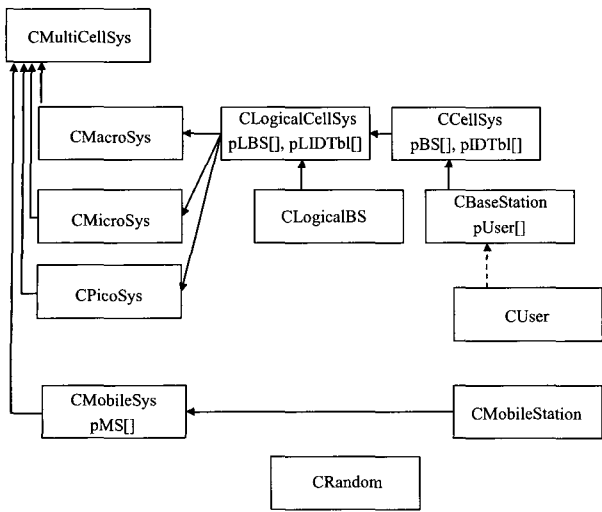 CMultiCellSys
CMacroSys
CLogicalCellSys
pLBS[], pLIDTbl[]
CCellSys
pBS[], pIDTbl[]
CMicroSys
CLogicalBS
CBaseStation
pUser[]
CPicoSys
CUser
CMobileSys
pMS[]
CMobileStation
CRandom